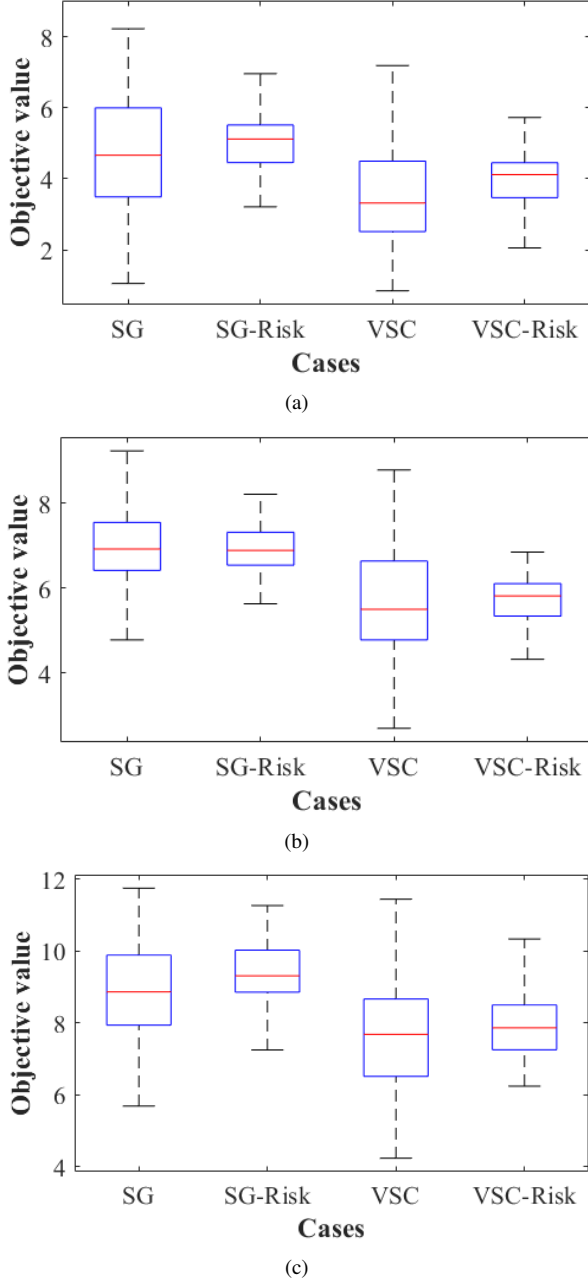 8
6
4
2
Objective value
SG SG-Risk VSC VSC-Risk
Cases
(a)
8
6
4
Objective value
SG SG-Risk VSC VSC-Risk
Cases
(b)
12
10
8
6
4
Objective value
SG SG-Risk VSC VSC-Risk
Cases
(c)